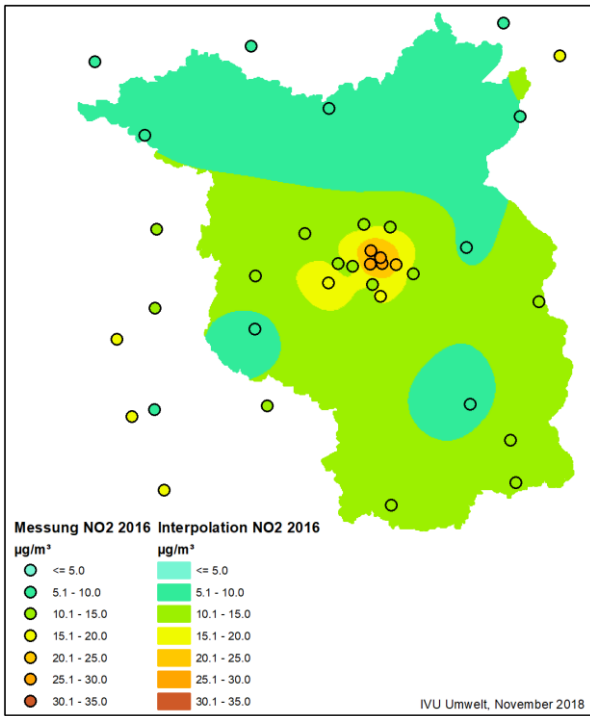 Messung NO2 2016 Interpolation NO2 2016
µg/m³ µg/m³
<= 5.0 <= 5.0
5.1 - 10.0 5.1 - 10.0
10.1 - 15.0 10.1 - 15.0
15.1 - 20.0 15.1 - 20.0
20.1 - 25.0 20.1 - 25.0
25.1 - 30.0 25.1 - 30.0
30.1 - 35.0 30.1 - 35.0
IVU Umwelt, November 2018